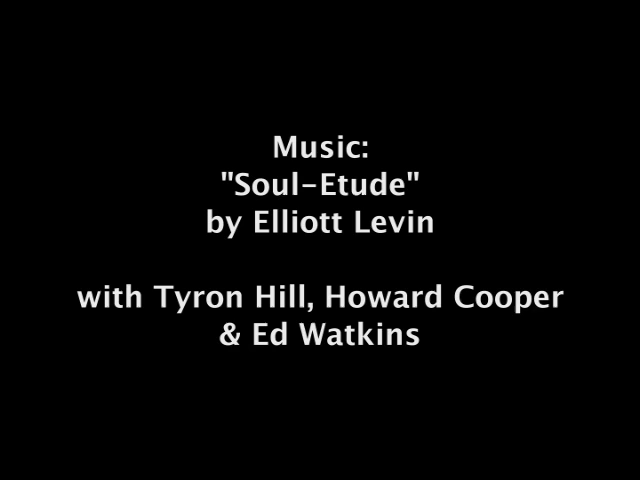 Music:
"Soul-Etude"
by Elliott Levin
with Tyron Hill, Howard Cooper
& Ed Watkins